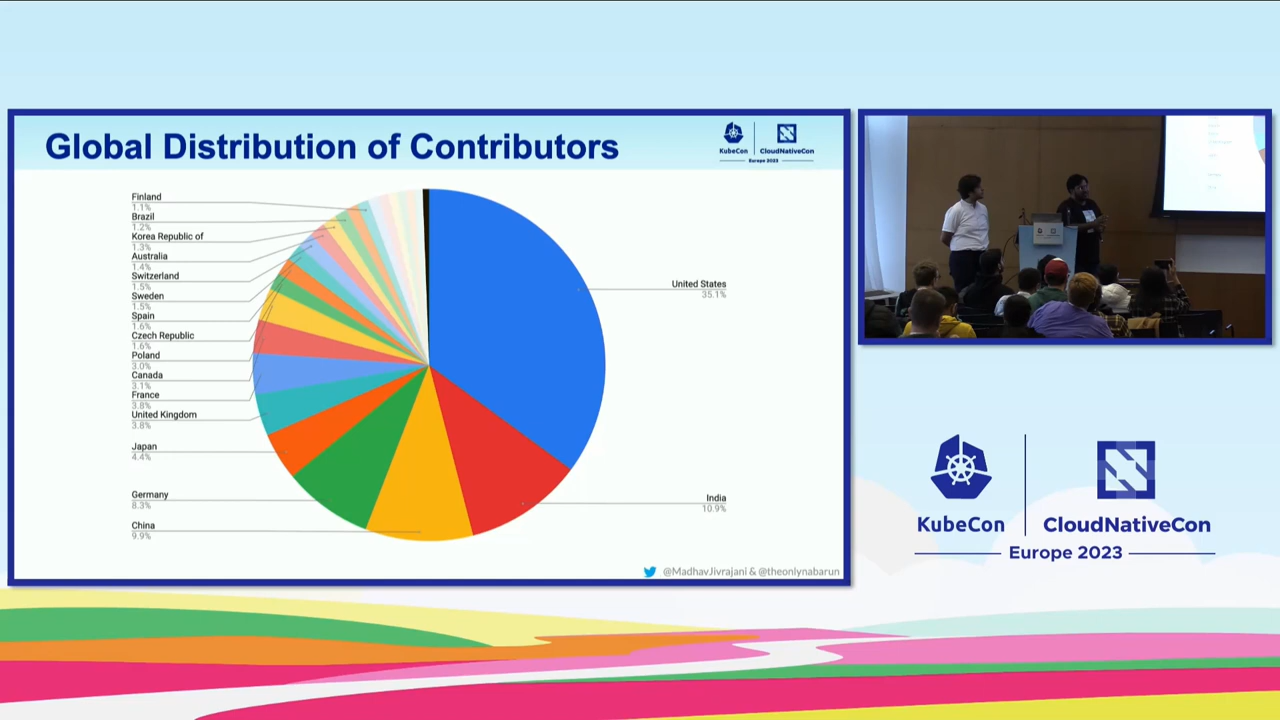 Global Distribution of Contributors
KubeCon
CloudNativeCon
Europe 2023
Finland
1.1%
Brazil
1.2%
Korea Republic of
1.3%
Australia
1.4%
Switzerland
1.5%
Sweden
1.5%
Spain
1.6%
Czech Republic
1.6%
Poland
3.0%
Canada
3.1%
France
3.8%
United Kingdom
3.8%
Japan
4.4%
Germany
8.3%
China
9.9%
United States
35.1%
India
10.9%
@MadhavJivrajani & @theonlynabarun
KubeCon
CloudNativeCon
Europe 2023